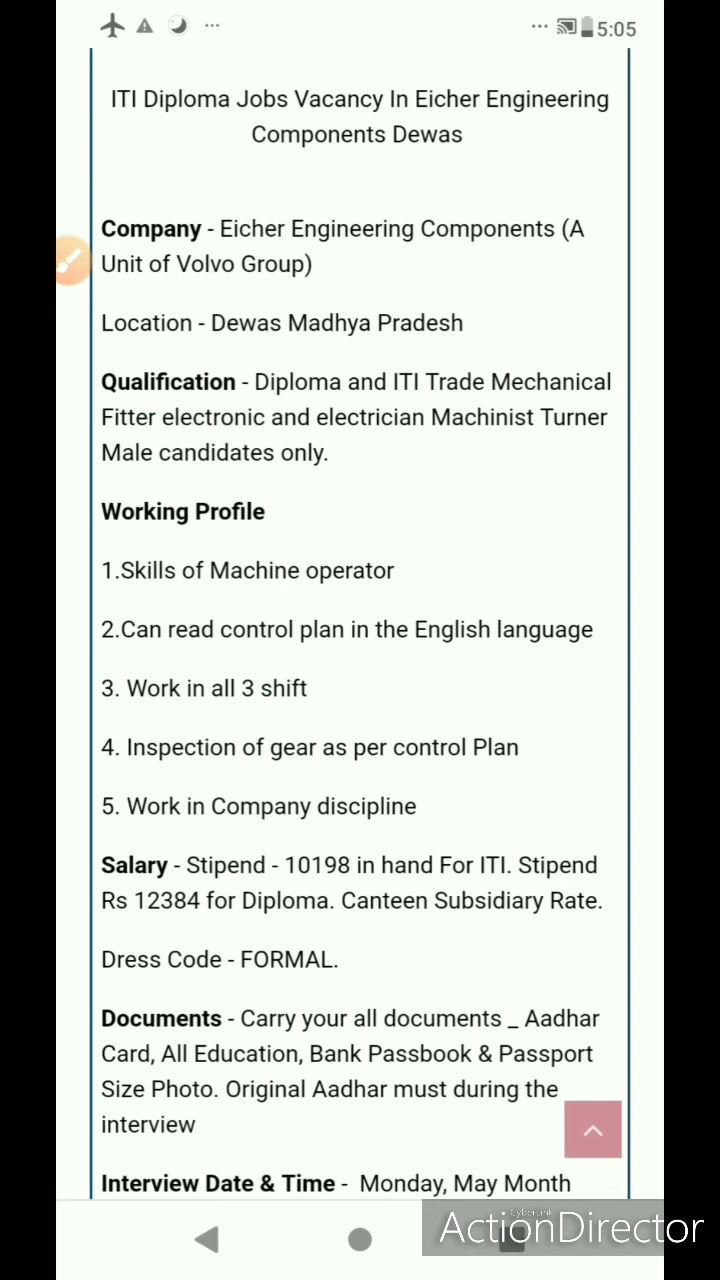 ... ... 5:05
ITI Diploma Jobs Vacancy In Eicher Engineering
Components Dewas
Company - Eicher Engineering Components (A
Unit of Volvo Group)
Location - Dewas Madhya Pradesh
Qualification - Diploma and ITI Trade Mechanical
Fitter electronic and electrician Machinist Turner
Male candidates only.
Working Profile
1.Skills of Machine operator
2.Can read control plan in the English language
3. Work in all 3 shift
4. Inspection of gear as per control Plan
5. Work in Company discipline
Salary - Stipend - 10198 in hand For ITI. Stipend
Rs 12384 for Diploma. Canteen Subsidiary Rate.
Dress Code - FORMAL.
Documents - Carry your all documents _ Aadhar
Card, All Education, Bank Passbook & Passport
Size Photo. Original Aadhar must during the
interview
Interview Date & Time - Monday, May Month
CyberLink
ActionDirector